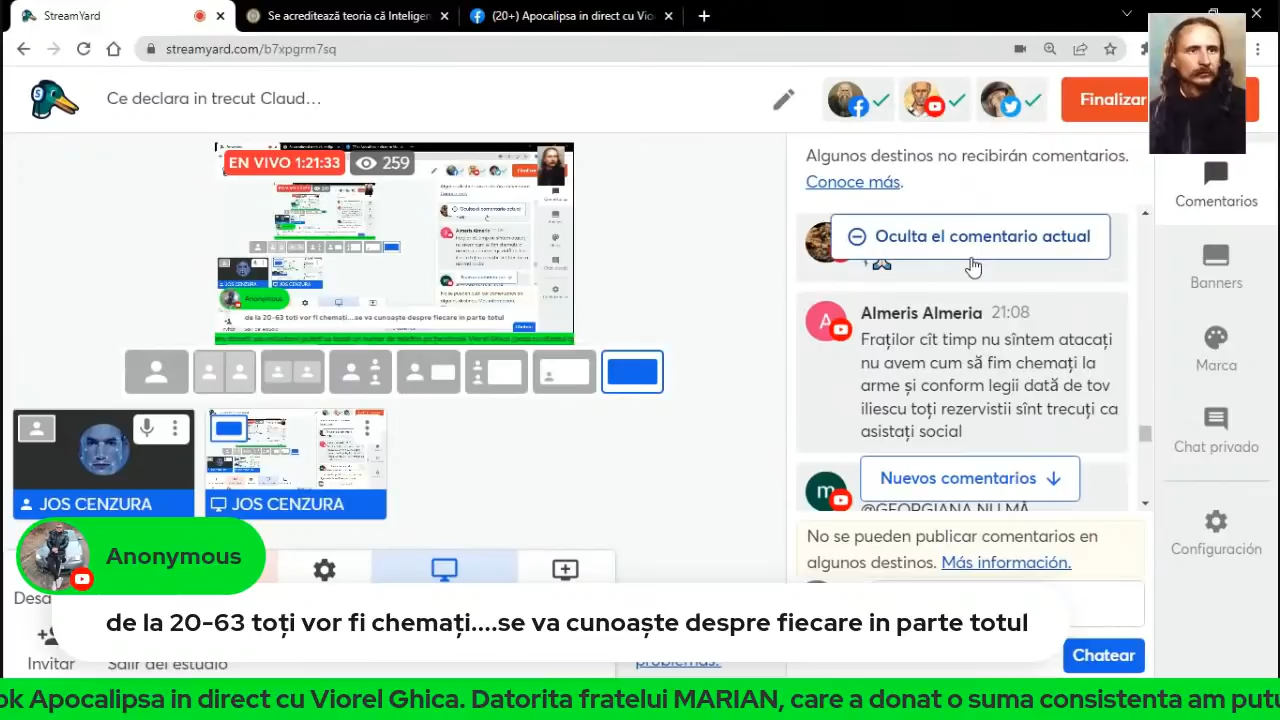 StreamYard
Se acreditează teoria că Inteligen
(20+) Apocalipsa in direct cu Vio
streamyard.com/b7xpgrm7sq
Ce declara in trecut Claud…
Finalizar
EN VIVO 1:21:33
259
Algunos destinos no recibirán comentarios.
Conoce más.
Oculta el comentario actual
Almeris Almeria 21:08
Fraților cît timp nu sîntem atacați
nu avem cum să fim chemați la
arme și conform legii dată de tov
iliescu toți rezervistii sînt trecuți ca
asistați social
Nuevos comentarios
@GEORGIANA NU MĂ
No se pueden publicar comentarios en
algunos destinos. Más información.
Chatear
problemas.
Comentarios
Banners
Marca
Chat privado
Configuración
JOS CENZURA
JOS CENZURA
Anonymous
de la 20-63 toți vor fi chemați....se va cunoaște despre fiecare in parte totul
Desa
Invitar
Salir del estudio
ok Apocalipsa in direct cu Viorel Ghica. Datorita fratelui MARIAN, care a donat o suma consistenta am putu